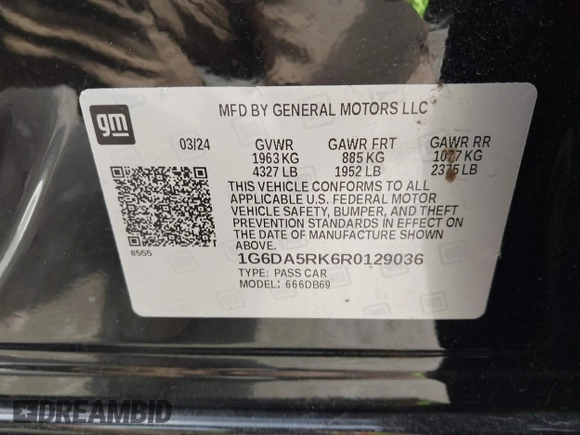 MFD BY GENERAL MOTORS LLC
gm
03/24 GVWR GAWR FRT GAWR RR
1963 KG 885 KG 1077 KG
4327 LB 1952 LB 2375 LB
THIS VEHICLE CONFORMS TO ALL
APPLICABLE U.S. FEDERAL MOTOR
VEHICLE SAFETY, BUMPER, AND THEFT
PREVENTION STANDARDS IN EFFECT ON
THE DATE OF MANUFACTURE SHOWN
ABOVE.
8555
1G6DA5RK6R0129036
TYPE: PASS CAR
MODEL: 666DB69
DREAMBID